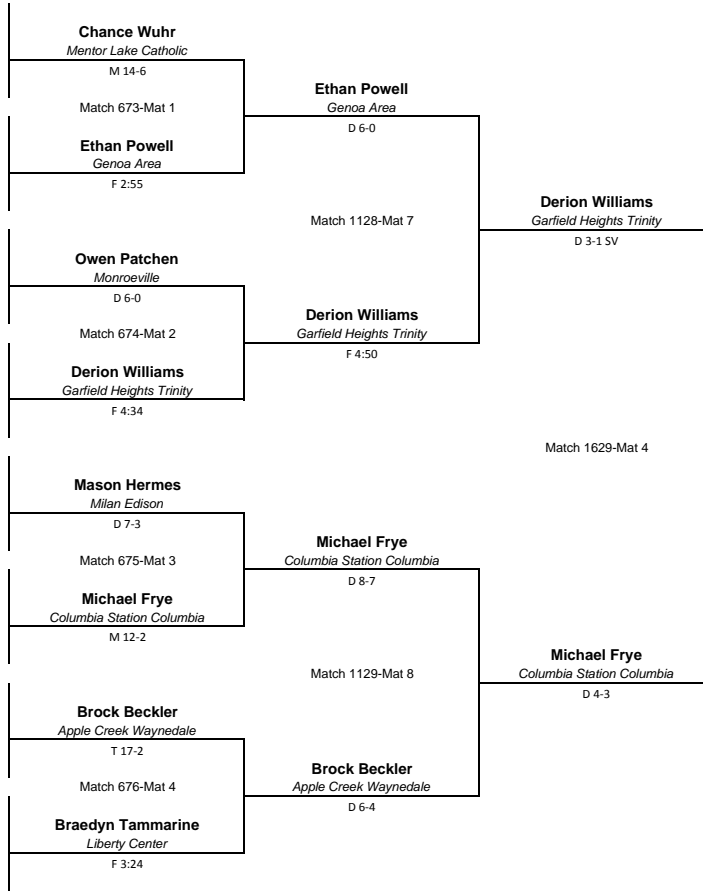 Chance Wuhr
Mentor Lake Catholic
M 14-6
Match 673-Mat 1
Ethan Powell
Genoa Area
F 2:55
Owen Patchen
Monroeville
D 6-0
Match 674-Mat 2
Derion Williams
Garfield Heights Trinity
F 4:34
Mason Hermes
Milan Edison
D 7-3
Match 675-Mat 3
Michael Frye
Columbia Station Columbia
M 12-2
Brock Beckler
Apple Creek Waynedale
T 17-2
Match 676-Mat 4
Braedyn Tammarine
Liberty Center
F 3:24
Ethan Powell
Genoa Area
D 6-0
Match 1128-Mat 7
Derion Williams
Garfield Heights Trinity
F 4:50
Michael Frye
Columbia Station Columbia
D 8-7
Match 1129-Mat 8
Brock Beckler
Apple Creek Waynedale
D 6-4
Derion Williams
Garfield Heights Trinity
D 3-1 SV
Match 1629-Mat 4
Michael Frye
Columbia Station Columbia
D 4-3